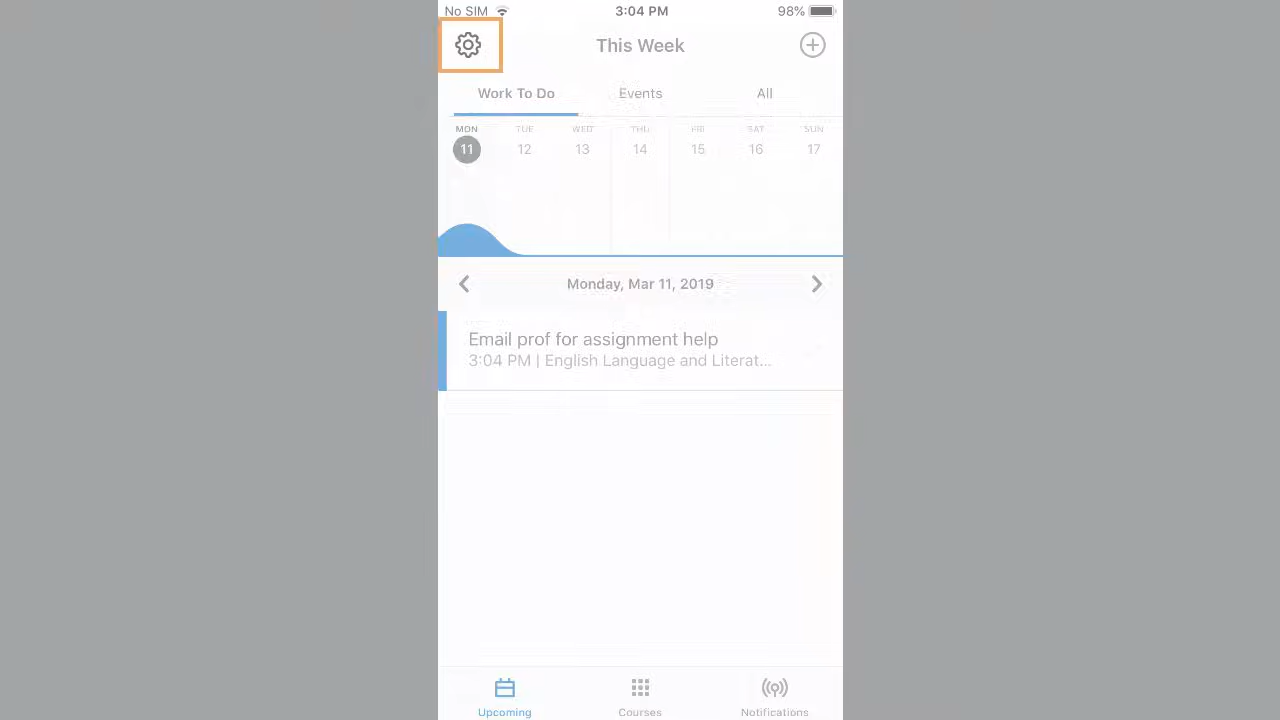 No SIM 3:04 PM 98%
This Week
Work To Do Events All
MON TUE WED THU FRI SAT SUN
11 12 13 14 15 16 17
Monday, Mar 11, 2019
Email prof for assignment help
3:04 PM | English Language and Literat...
Upcoming Courses Notifications